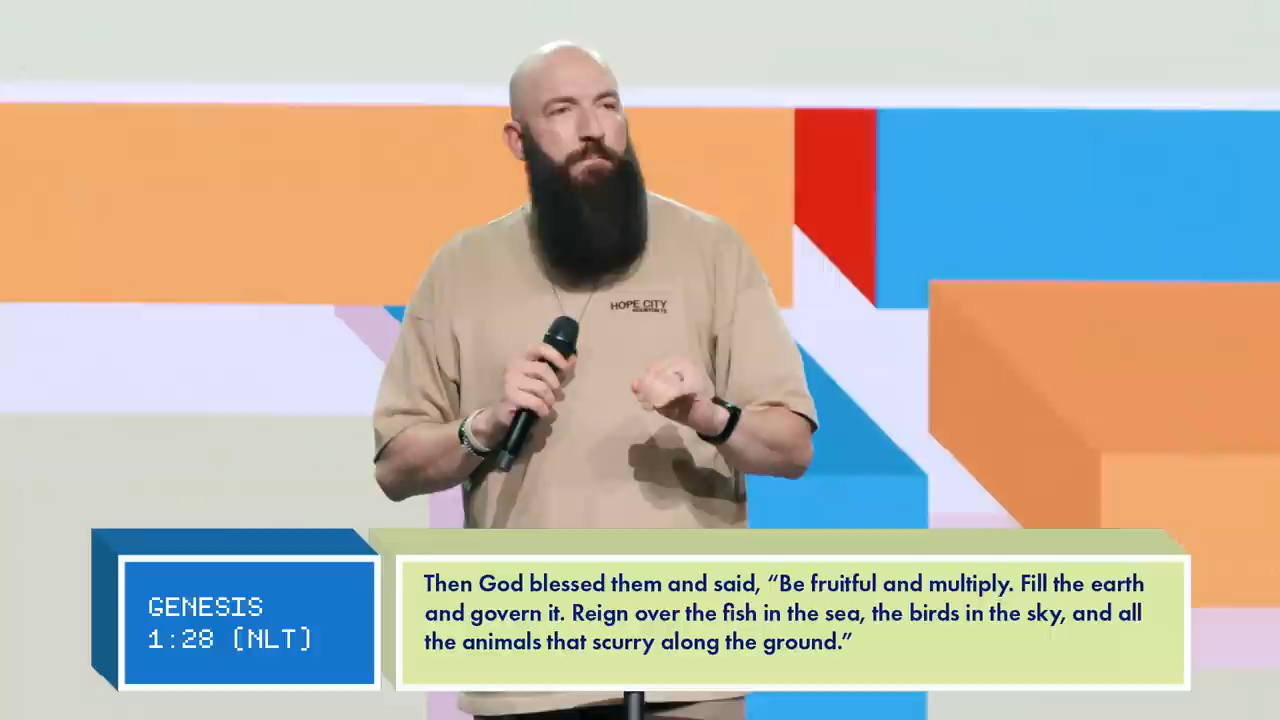 HOPE CITY
HOUSTON TX
GENESIS
1:28 [NLT]
Then God blessed them and said, “Be fruitful and multiply. Fill the earth
and govern it. Reign over the fish in the sea, the birds in the sky, and all
the animals that scurry along the ground.”